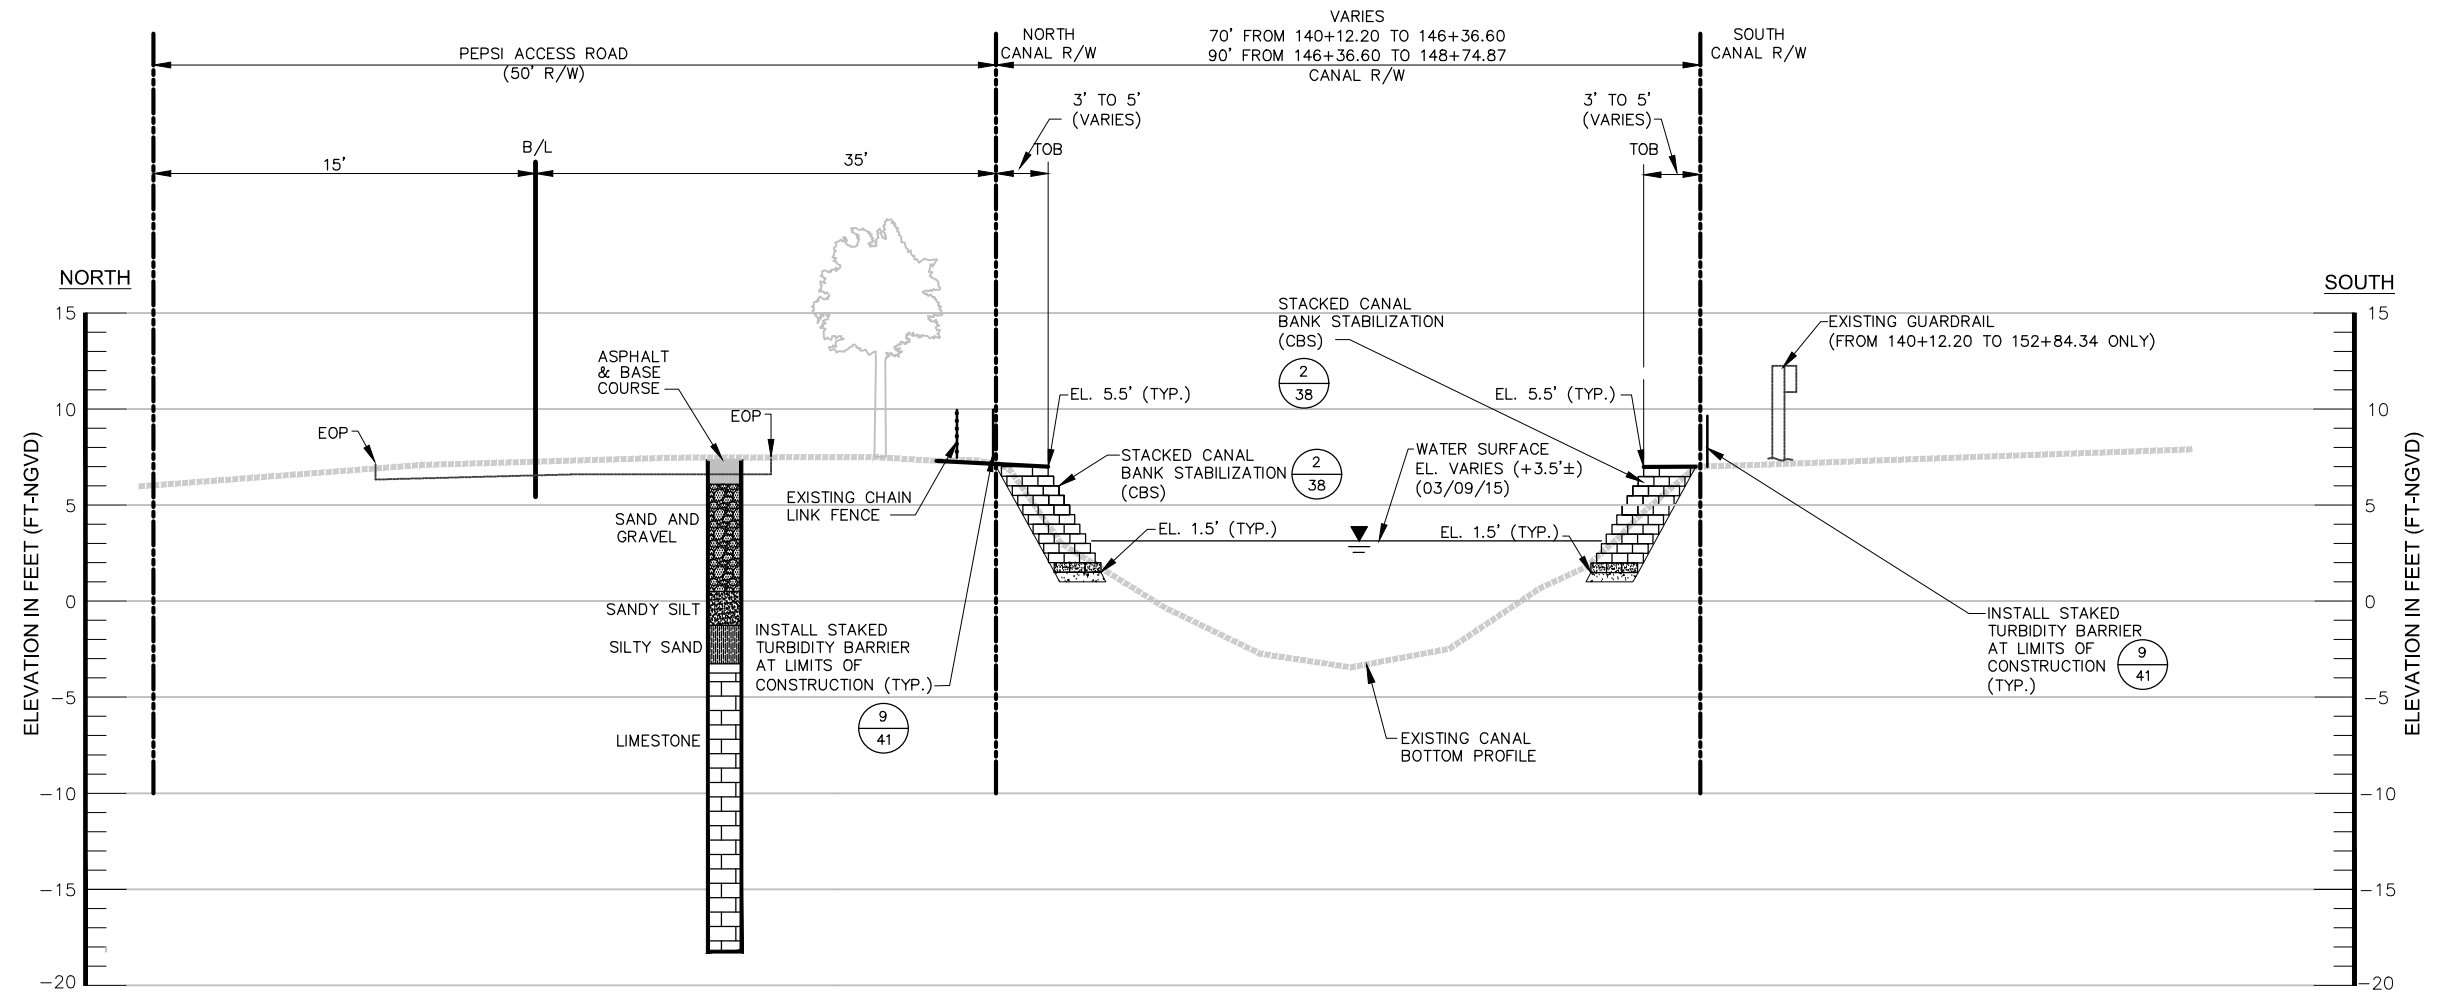 VARIES
70' FROM 140+12.20 TO 146+36.60
90' FROM 146+36.60 TO 148+74.87
CANAL R/W
PEPSI ACCESS ROAD
(50' R/W)
NORTH
CANAL R/W
SOUTH
CANAL R/W
3' TO 5'
(VARIES)
3' TO 5'
(VARIES)
15'
B/L
35'
TOB
TOB
NORTH
SOUTH
15
10
5
0
-5
-10
-15
-20
ELEVATION IN FEET (FT-NGVD)
EOP
ASPHALT
& BASE
COURSE
EOP
SAND AND
GRAVEL
SANDY SILT
SILTY SAND
LIMESTONE
EXISTING CHAIN
LINK FENCE
INSTALL STAKED
TURBIDITY BARRIER
AT LIMITS OF
CONSTRUCTION (TYP.)
9
41
EL. 5.5' (TYP.)
STACKED CANAL
BANK STABILIZATION
(CBS)
2
38
EL. 1.5' (TYP.)
STACKED CANAL
BANK STABILIZATION
(CBS)
2
38
WATER SURFACE
EL. VARIES (+3.5'±)
(03/09/15)
EL. 5.5' (TYP.)
EL. 1.5' (TYP.)
EXISTING CANAL
BOTTOM PROFILE
EXISTING GUARDRAIL
(FROM 140+12.20 TO 152+84.34 ONLY)
INSTALL STAKED
TURBIDITY BARRIER
AT LIMITS OF
CONSTRUCTION
(TYP.)
9
41
15
10
5
0
-5
-10
-15
-20
ELEVATION IN FEET (FT-NGVD)